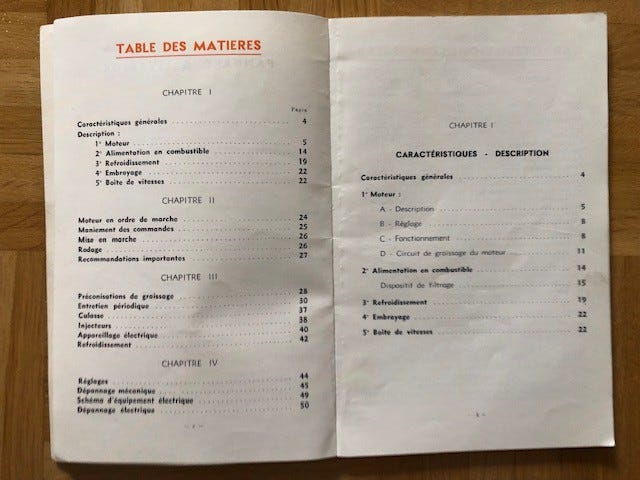 TABLE DES MATIERES
CHAPITRE I
Pages
Caractéristiques générales 4
Description :
1° Moteur 5
2° Alimentation en combustible 14
3° Refroidissement 19
4° Embrayage 22
5° Boite de vitesses 22
CHAPITRE II
Moteur en ordre de marche 24
Maniement des commandes 25
Mise en marche 26
Rodage 26
Recommandations importantes 27
CHAPITRE III
Préconisations de graissage 28
Entretien périodique 30
Culasse 37
Injecteurs 38
Appareillage électrique 40
Refroidissement 42
CHAPITRE IV
Réglages 44
Dépannage mécanique 45
Schéma d'équipement électrique 49
Dépannage électrique 50
CHAPITRE I
CARACTÉRISTIQUES - DESCRIPTION
Caractéristiques générales 4
1° Moteur :
A - Description 5
B - Réglage 8
C - Fonctionnement 8
D - Circuit de graissage du moteur 11
2° Alimentation en combustible 14
Dispositif de filtrage 15
3° Refroidissement 19
4° Embrayage 22
5° Boite de vitesses 22